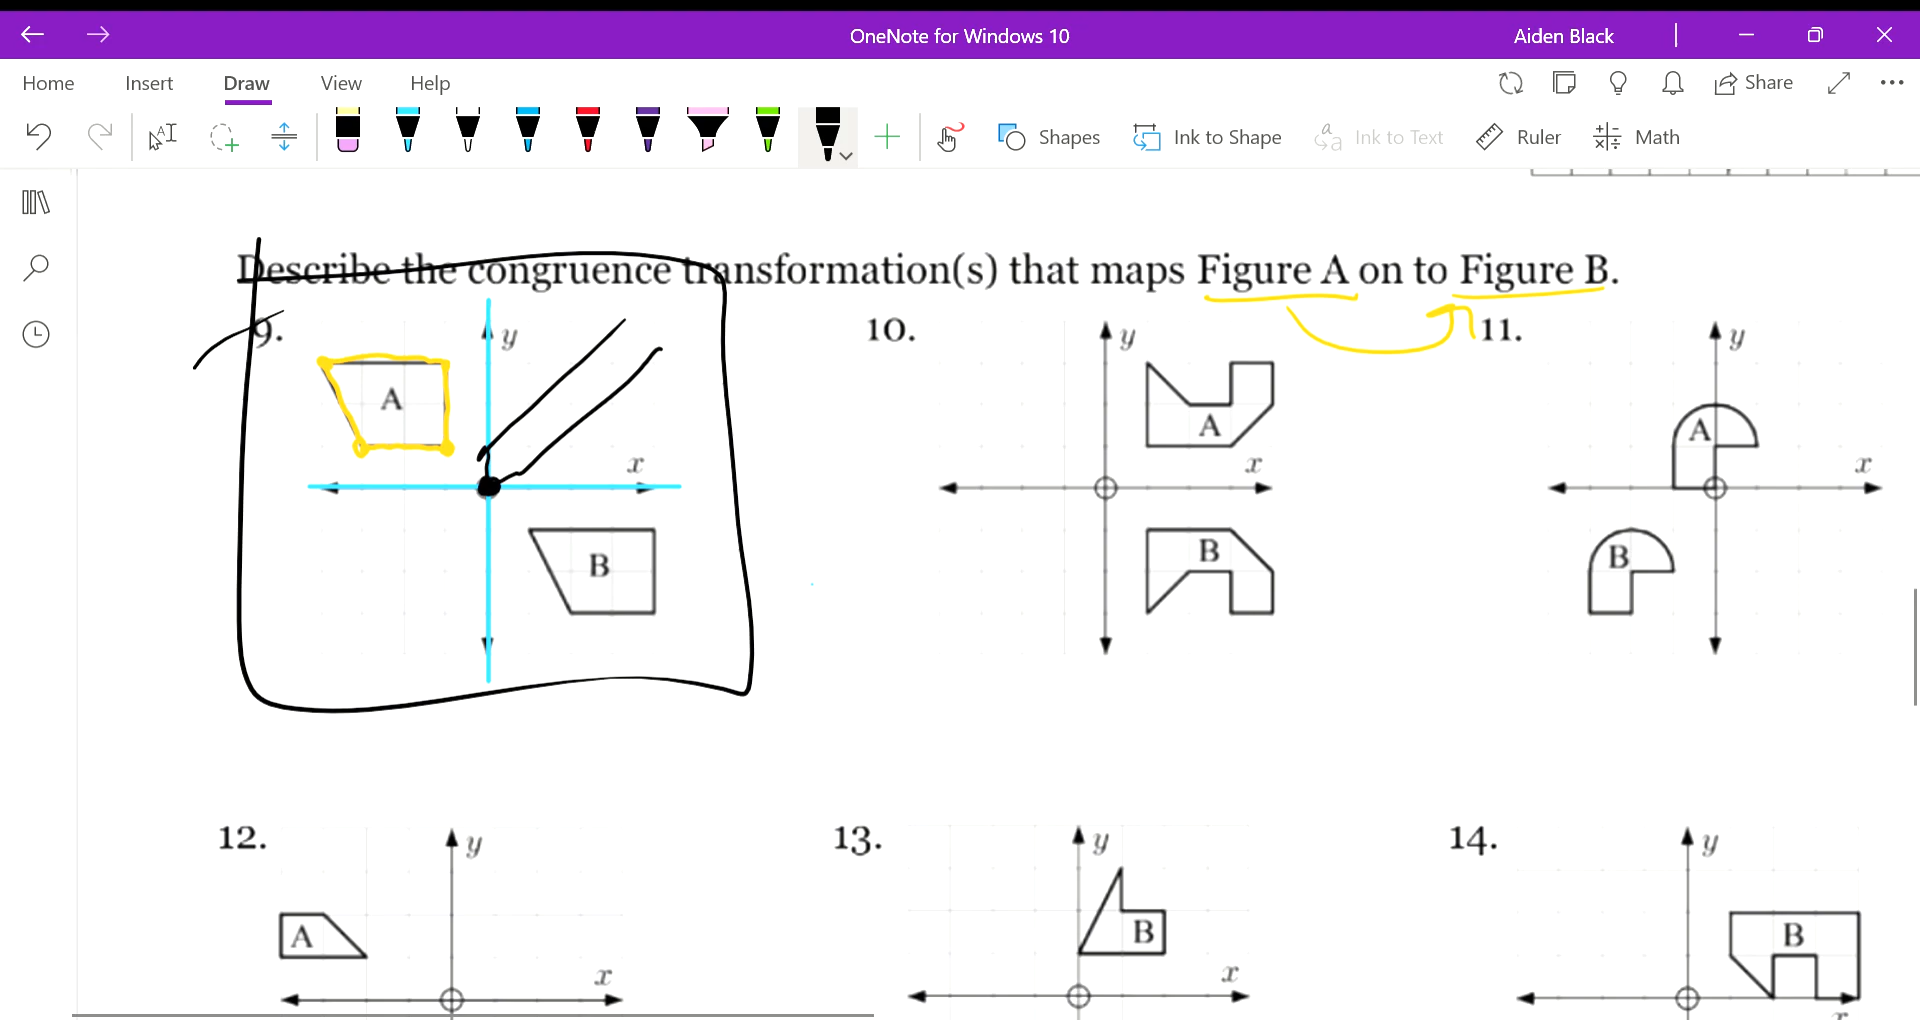 OneNote for Windows 10
Aiden Black
Home Insert Draw View Help
Share
Shapes
Ink to Shape
Ink to Text
Ruler
Math
Describe the congruence transformation(s) that maps Figure A on to Figure B.
9.
y
A
x
B
10.
y
A
x
B
11.
y
A
x
B
12.
y
A
x
13.
y
B
x
14.
y
B